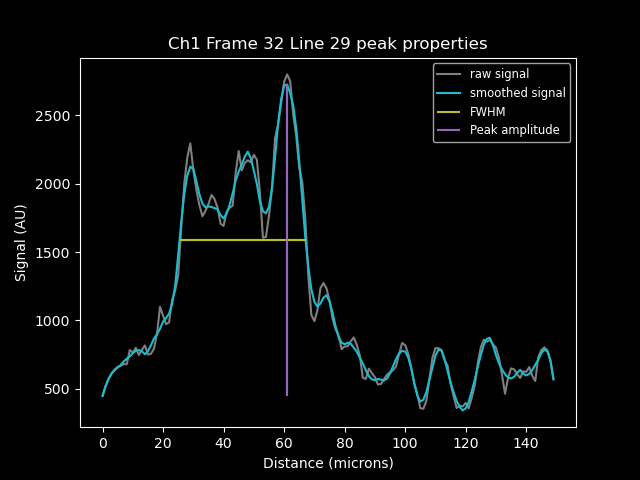 Ch1 Frame 32 Line 29 peak properties
raw signal
smoothed signal
FWHM
Peak amplitude
2500
2000
1500
1000
500
Signal (AU)
0 20 40 60 80 100 120 140
Distance (microns)